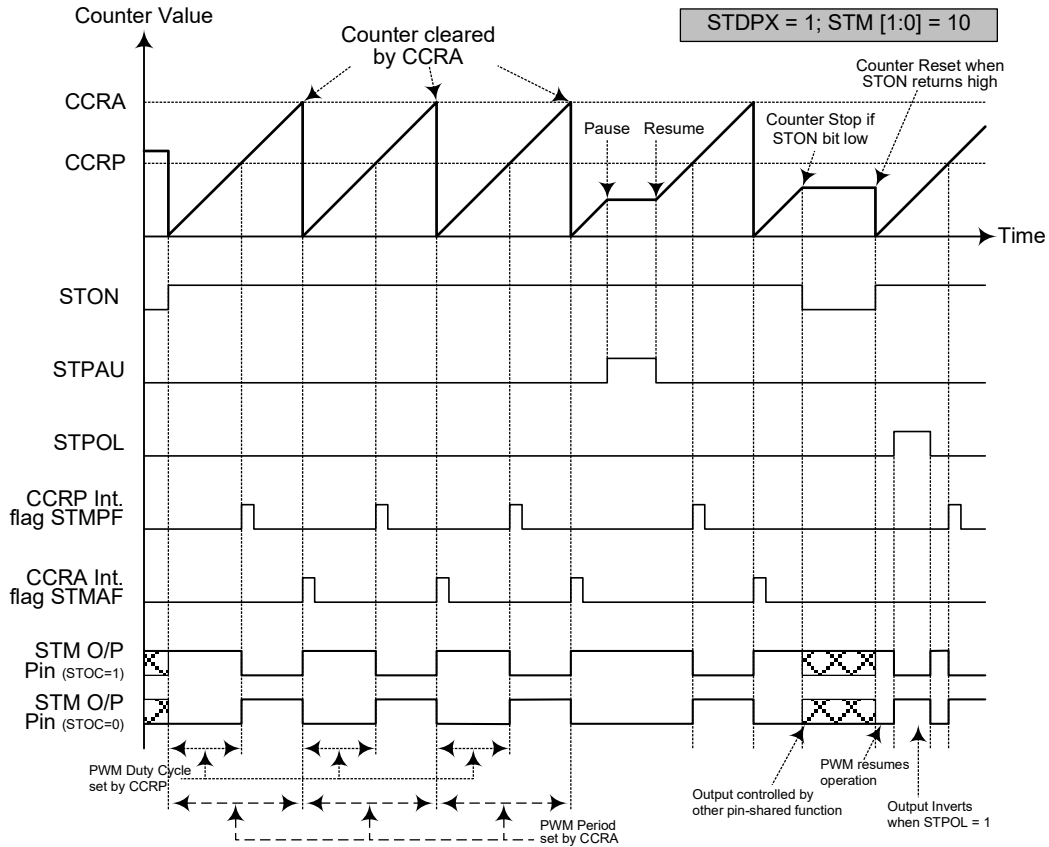 Counter Value
STDPX = 1; STM [1:0] = 10
Counter cleared
by CCRA
Counter Reset when
STON returns high
CCRA
Counter Stop if
STON bit low
Pause
Resume
CCRP
Time
STON
STPAU
STPOL
CCRP Int.
flag STMPF
CCRA Int.
flag STMAF
STM O/P
Pin (STOC=1)
STM O/P
Pin (STOC=0)
PWM Duty Cycle
set by CCRP
PWM resumes
operation
Output controlled by
other pin-shared function
Output Inverts
when STPOL = 1
PWM Period
set by CCRA